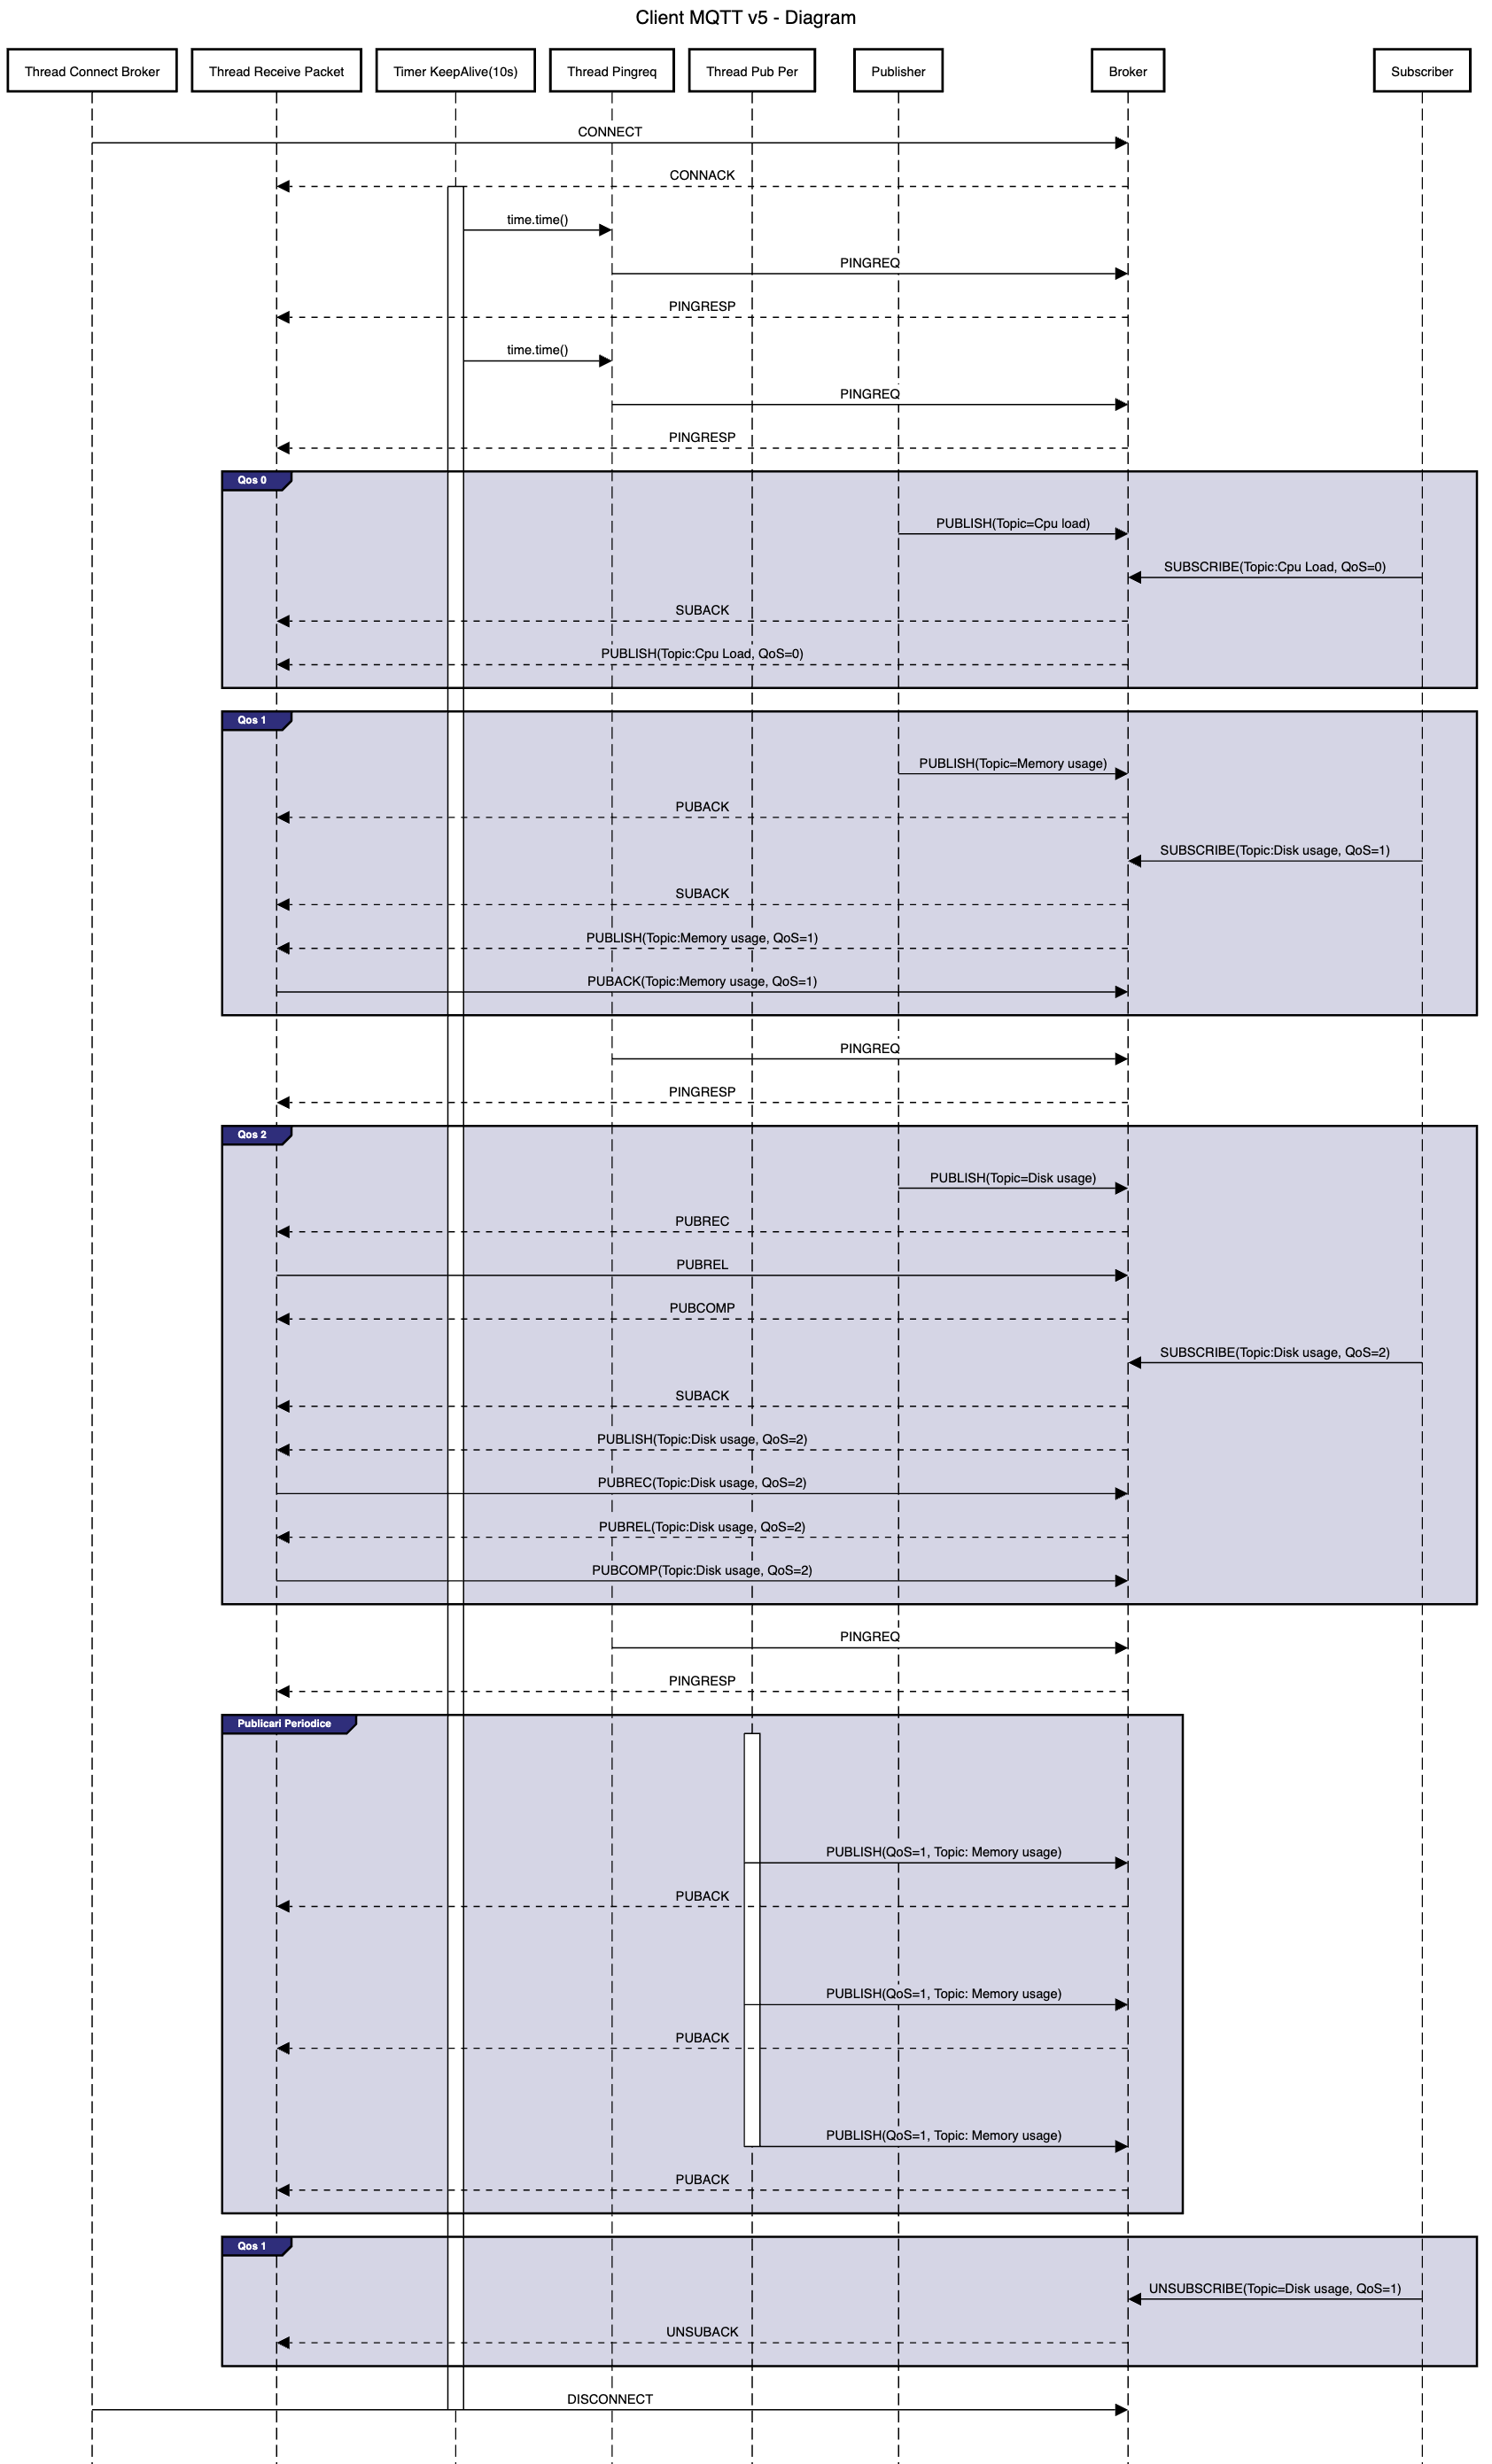 Client MQTT v5 - Diagram
Thread Connect Broker
Thread Receive Packet
Timer KeepAlive(10s)
Thread Pingreq
Thread Pub Per
Publisher
Broker
Subscriber
CONNECT
CONNACK
time.time()
PINGREQ
PINGRESP
time.time()
PINGREQ
PINGRESP
Qos 0
PUBLISH(Topic=Cpu load)
SUBSCRIBE(Topic:Cpu Load, QoS=0)
SUBACK
PUBLISH(Topic:Cpu Load, QoS=0)
Qos 1
PUBLISH(Topic=Memory usage)
PUBACK
SUBSCRIBE(Topic:Disk usage, QoS=1)
SUBACK
PUBLISH(Topic:Memory usage, QoS=1)
PUBACK(Topic:Memory usage, QoS=1)
PINGREQ
PINGRESP
Qos 2
PUBLISH(Topic=Disk usage)
PUBREC
PUBREL
PUBCOMP
SUBSCRIBE(Topic:Disk usage, QoS=2)
SUBACK
PUBLISH(Topic:Disk usage, QoS=2)
PUBREC(Topic:Disk usage, QoS=2)
PUBREL(Topic:Disk usage, QoS=2)
PUBCOMP(Topic:Disk usage, QoS=2)
PINGREQ
PINGRESP
Publicari Periodice
PUBLISH(QoS=1, Topic: Memory usage)
PUBACK
PUBLISH(QoS=1, Topic: Memory usage)
PUBACK
PUBLISH(QoS=1, Topic: Memory usage)
PUBACK
Qos 1
UNSUBSCRIBE(Topic=Disk usage, QoS=1)
UNSUBACK
DISCONNECT